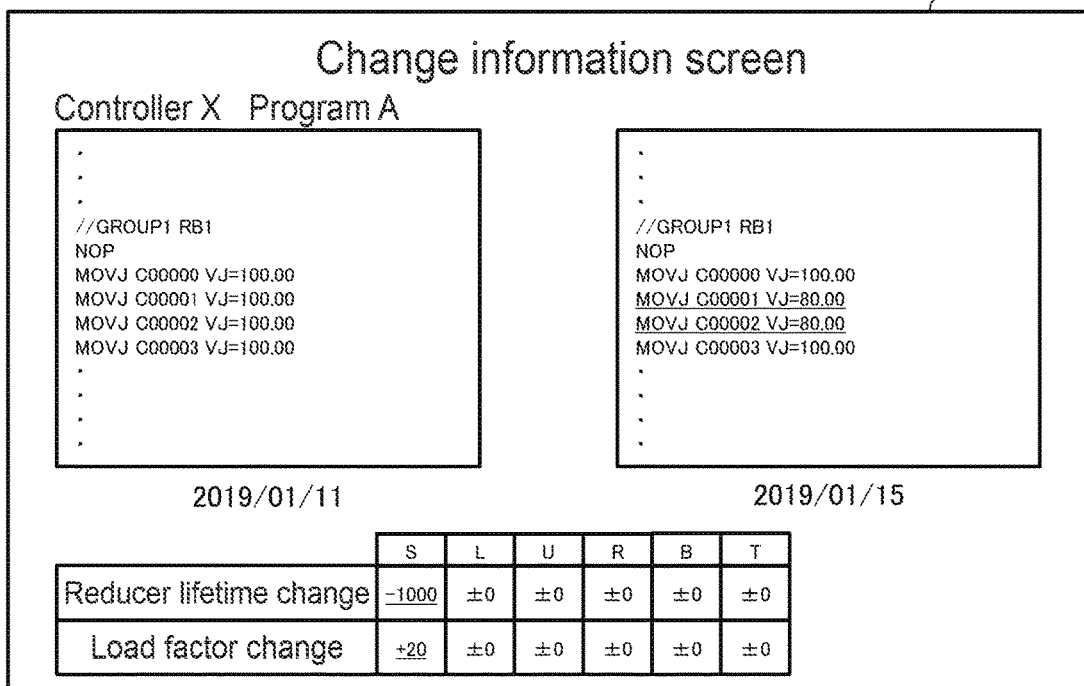 Change information screen
Controller X Program A
.
.
.
//GROUP1 RB1
NOP
MOVJ C00000 VJ=100.00
MOVJ C00001 VJ=100.00
MOVJ C00002 VJ=100.00
MOVJ C00003 VJ=100.00
.
.
.
.
2019/01/11
.
.
.
//GROUP1 RB1
NOP
MOVJ C00000 VJ=100.00
MOVJ C00001 VJ=80.00
MOVJ C00002 VJ=80.00
MOVJ C00003 VJ=100.00
.
.
.
.
2019/01/15
S L U R B T
Reducer lifetime change -1000 ±0 ±0 ±0 ±0 ±0
Load factor change +20 ±0 ±0 ±0 ±0 ±0